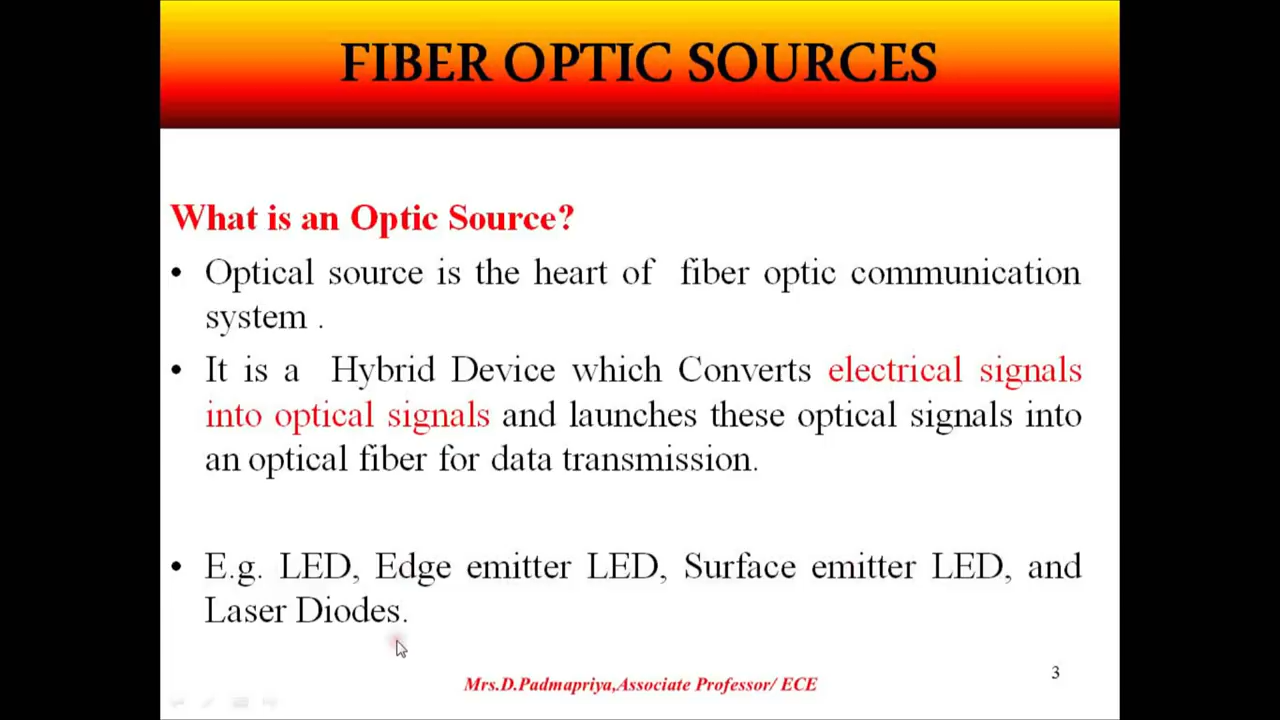 FIBER OPTIC SOURCES
What is an Optic Source?
• Optical source is the heart of fiber optic communication
system .
• It is a Hybrid Device which Converts electrical signals
into optical signals and launches these optical signals into
an optical fiber for data transmission.
• E.g. LED, Edge emitter LED, Surface emitter LED, and
Laser Diodes.
Mrs.D.Padmapriya,Associate Professor/ ECE
3